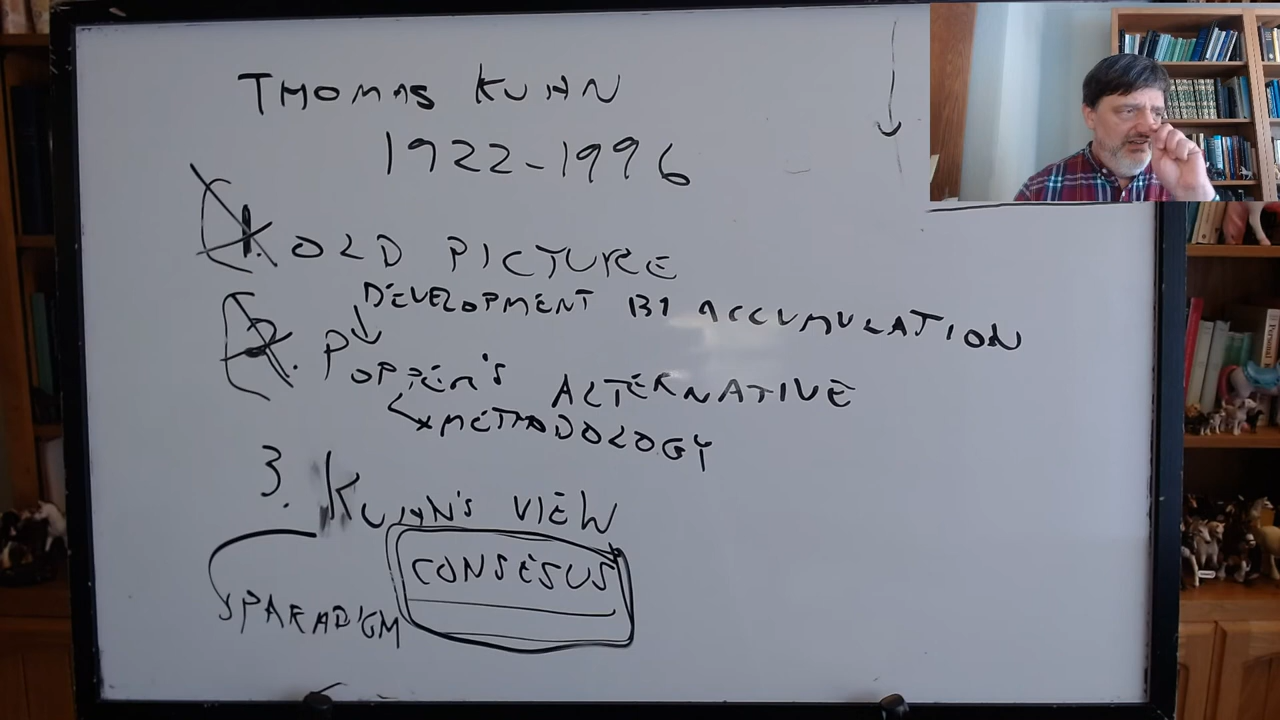 THOMAS KUHN
1922-1996
1. OLD PICTURE
DEVELOPMENT BY ACCUMULATION
2. POPPER'S ALTERNATIVE
METHODOLOGY
3. KUHN'S VIEW
CONSESUS
PARADIGM